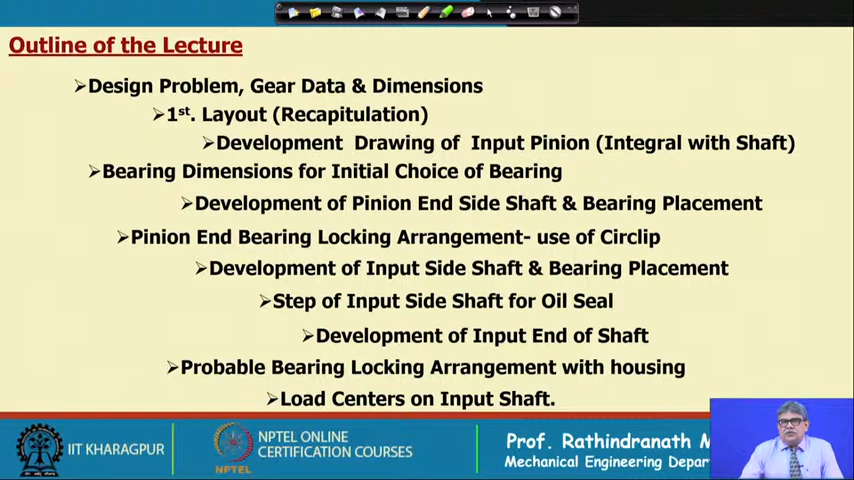 Outline of the Lecture
➢Design Problem, Gear Data & Dimensions
➢1st. Layout (Recapitulation)
➢Development Drawing of Input Pinion (Integral with Shaft)
➢Bearing Dimensions for Initial Choice of Bearing
➢Development of Pinion End Side Shaft & Bearing Placement
➢Pinion End Bearing Locking Arrangement- use of Circlip
➢Development of Input Side Shaft & Bearing Placement
➢Step of Input Side Shaft for Oil Seal
➢Development of Input End of Shaft
➢Probable Bearing Locking Arrangement with housing
➢Load Centers on Input Shaft.
IIT KHARAGPUR
NPTEL
NPTEL ONLINE
CERTIFICATION COURSES
Prof. Rathindranath M
Mechanical Engineering Depar